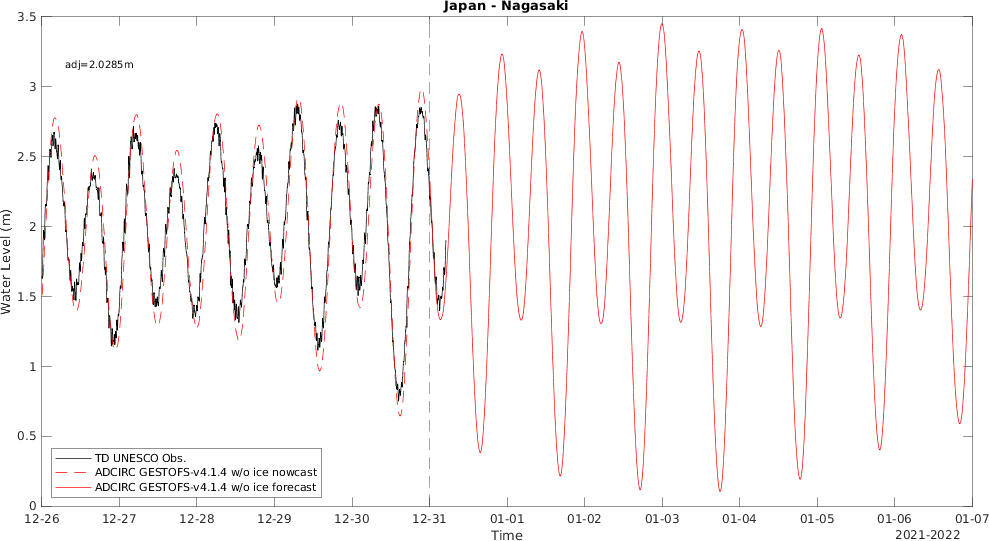 Japan - Nagasaki
3.5
adj=2.0285m
3
2.5
2
Water Level (m)
1.5
1
0.5
0
TD UNESCO Obs.
ADCIRC GESTOFS-v4.1.4 w/o ice nowcast
ADCIRC GESTOFS-v4.1.4 w/o ice forecast
12-26 12-27 12-28 12-29 12-30 12-31 01-01 01-02 01-03 01-04 01-05 01-06 01-07
Time
2021-2022